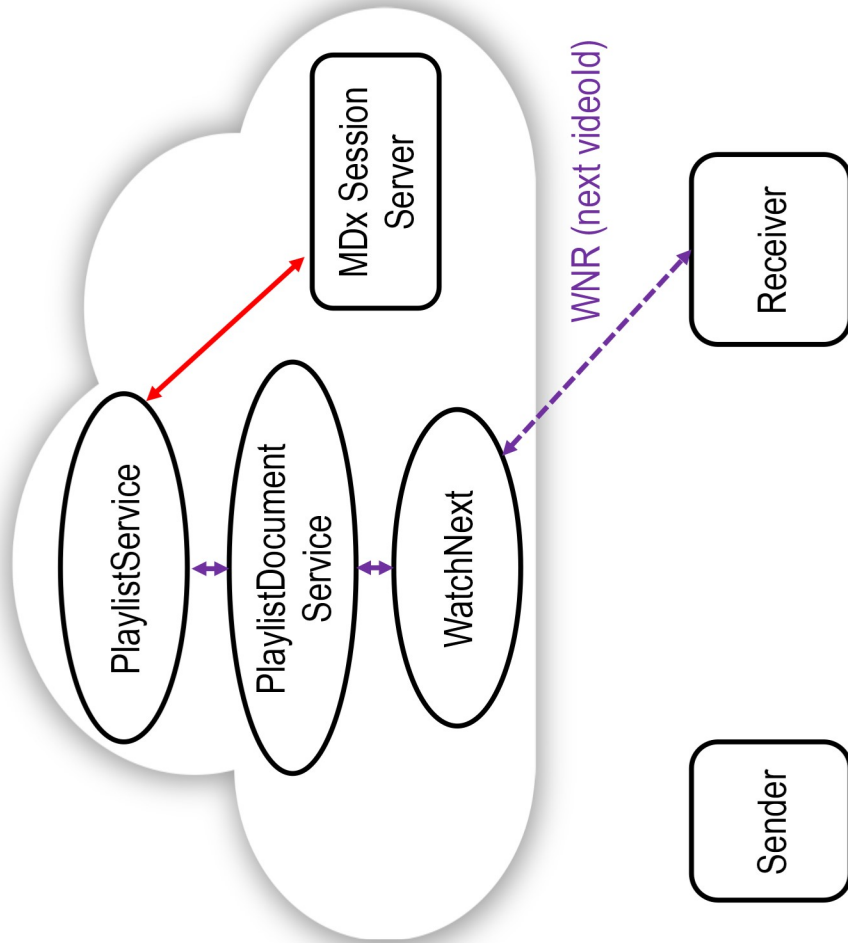 PlaylistService
PlaylistDocument
Service
MDx Session
Server
WatchNext
WNR (next videoId)
Sender
Receiver